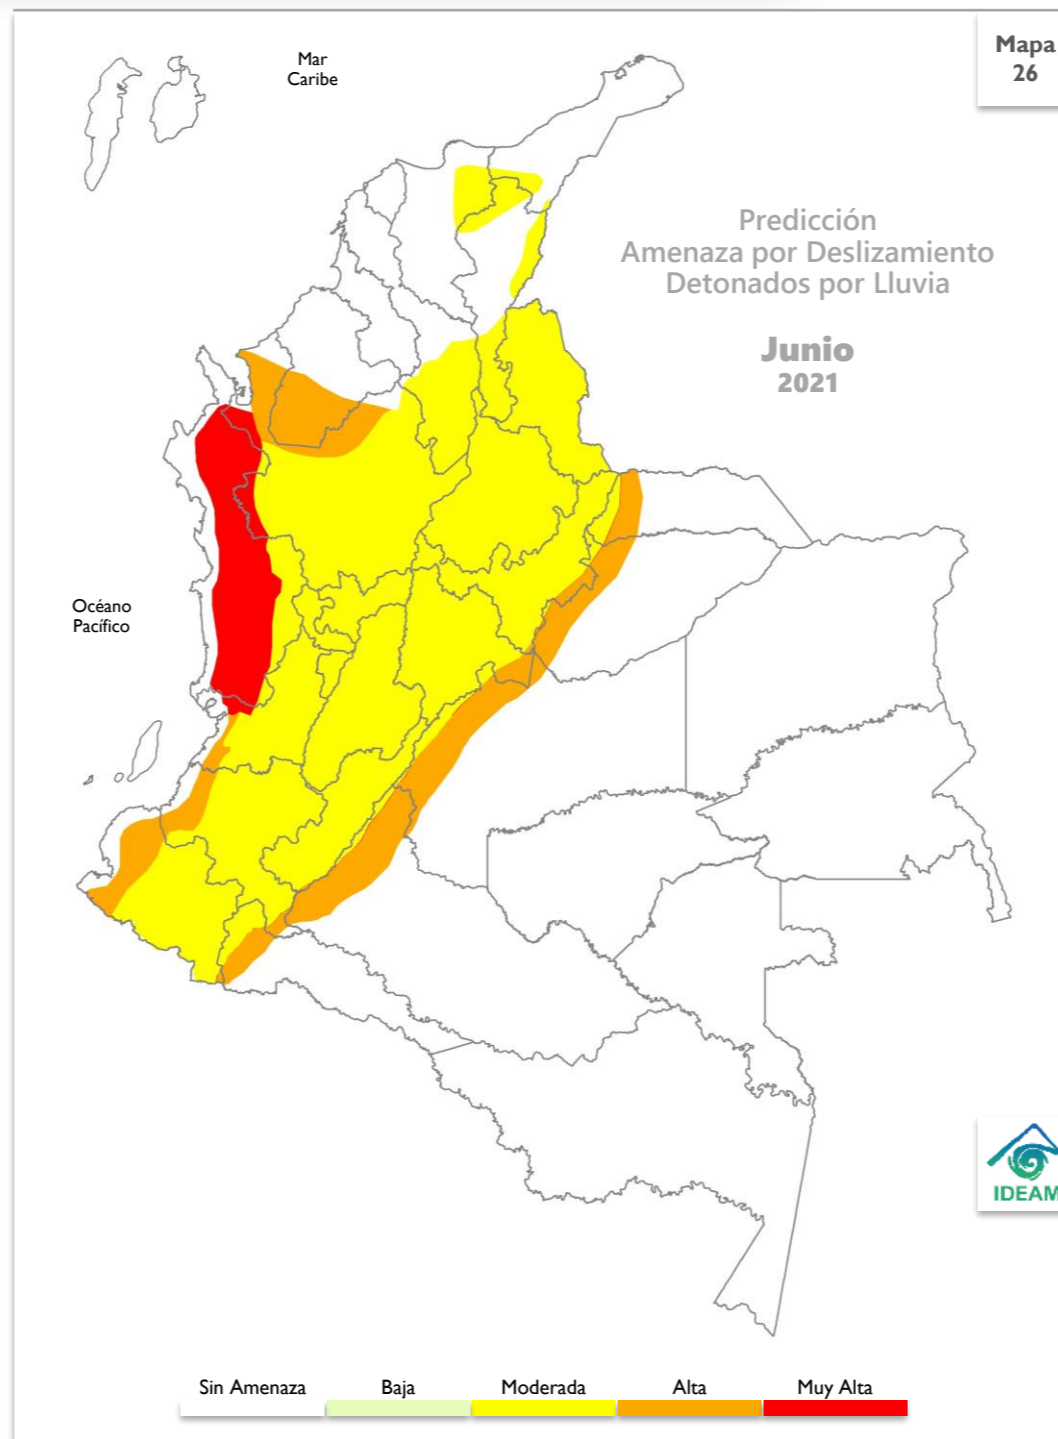 Mapa
26
Mar
Caribe
Predicción
Amenaza por Deslizamiento
Detonados por Lluvia
Junio
2021
Océano
Pacífico
IDEAM
Sin Amenaza Baja Moderada Alta Muy Alta